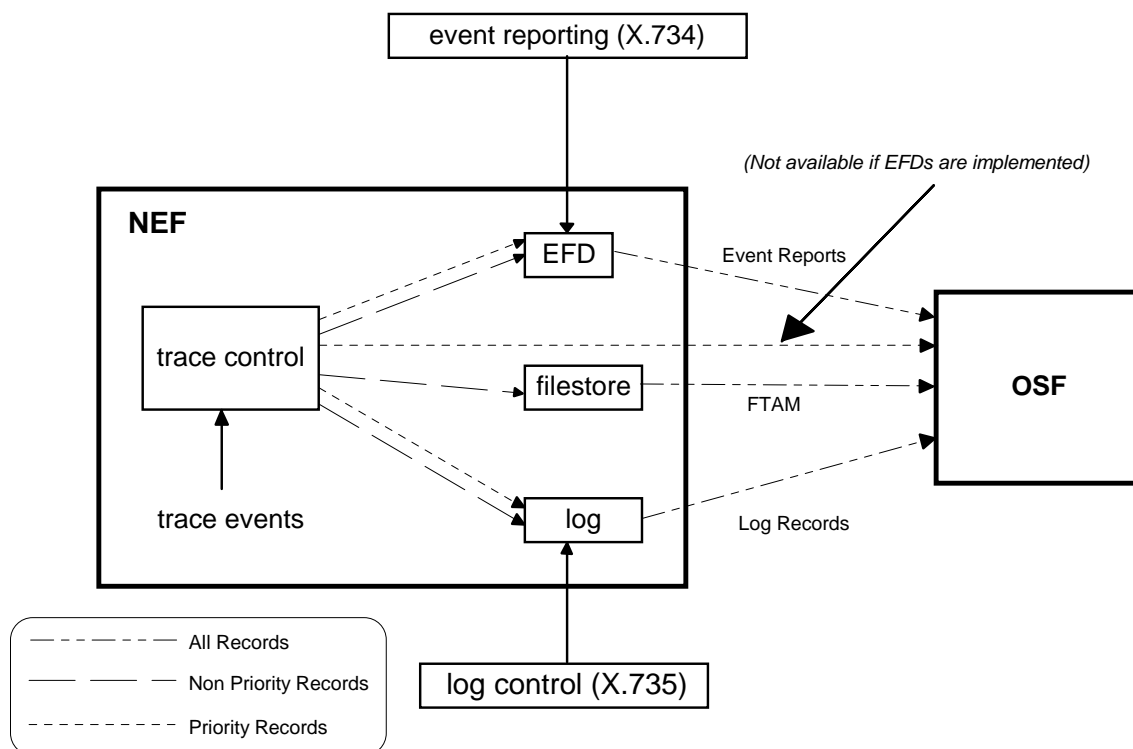 event reporting (X.734)
(Not available if EFDs are implemented)
NEF
EFD
Event Reports
trace control
filestore
FTAM
OSF
trace events
log
Log Records
log control (X.735)
All Records
Non Priority Records
Priority Records